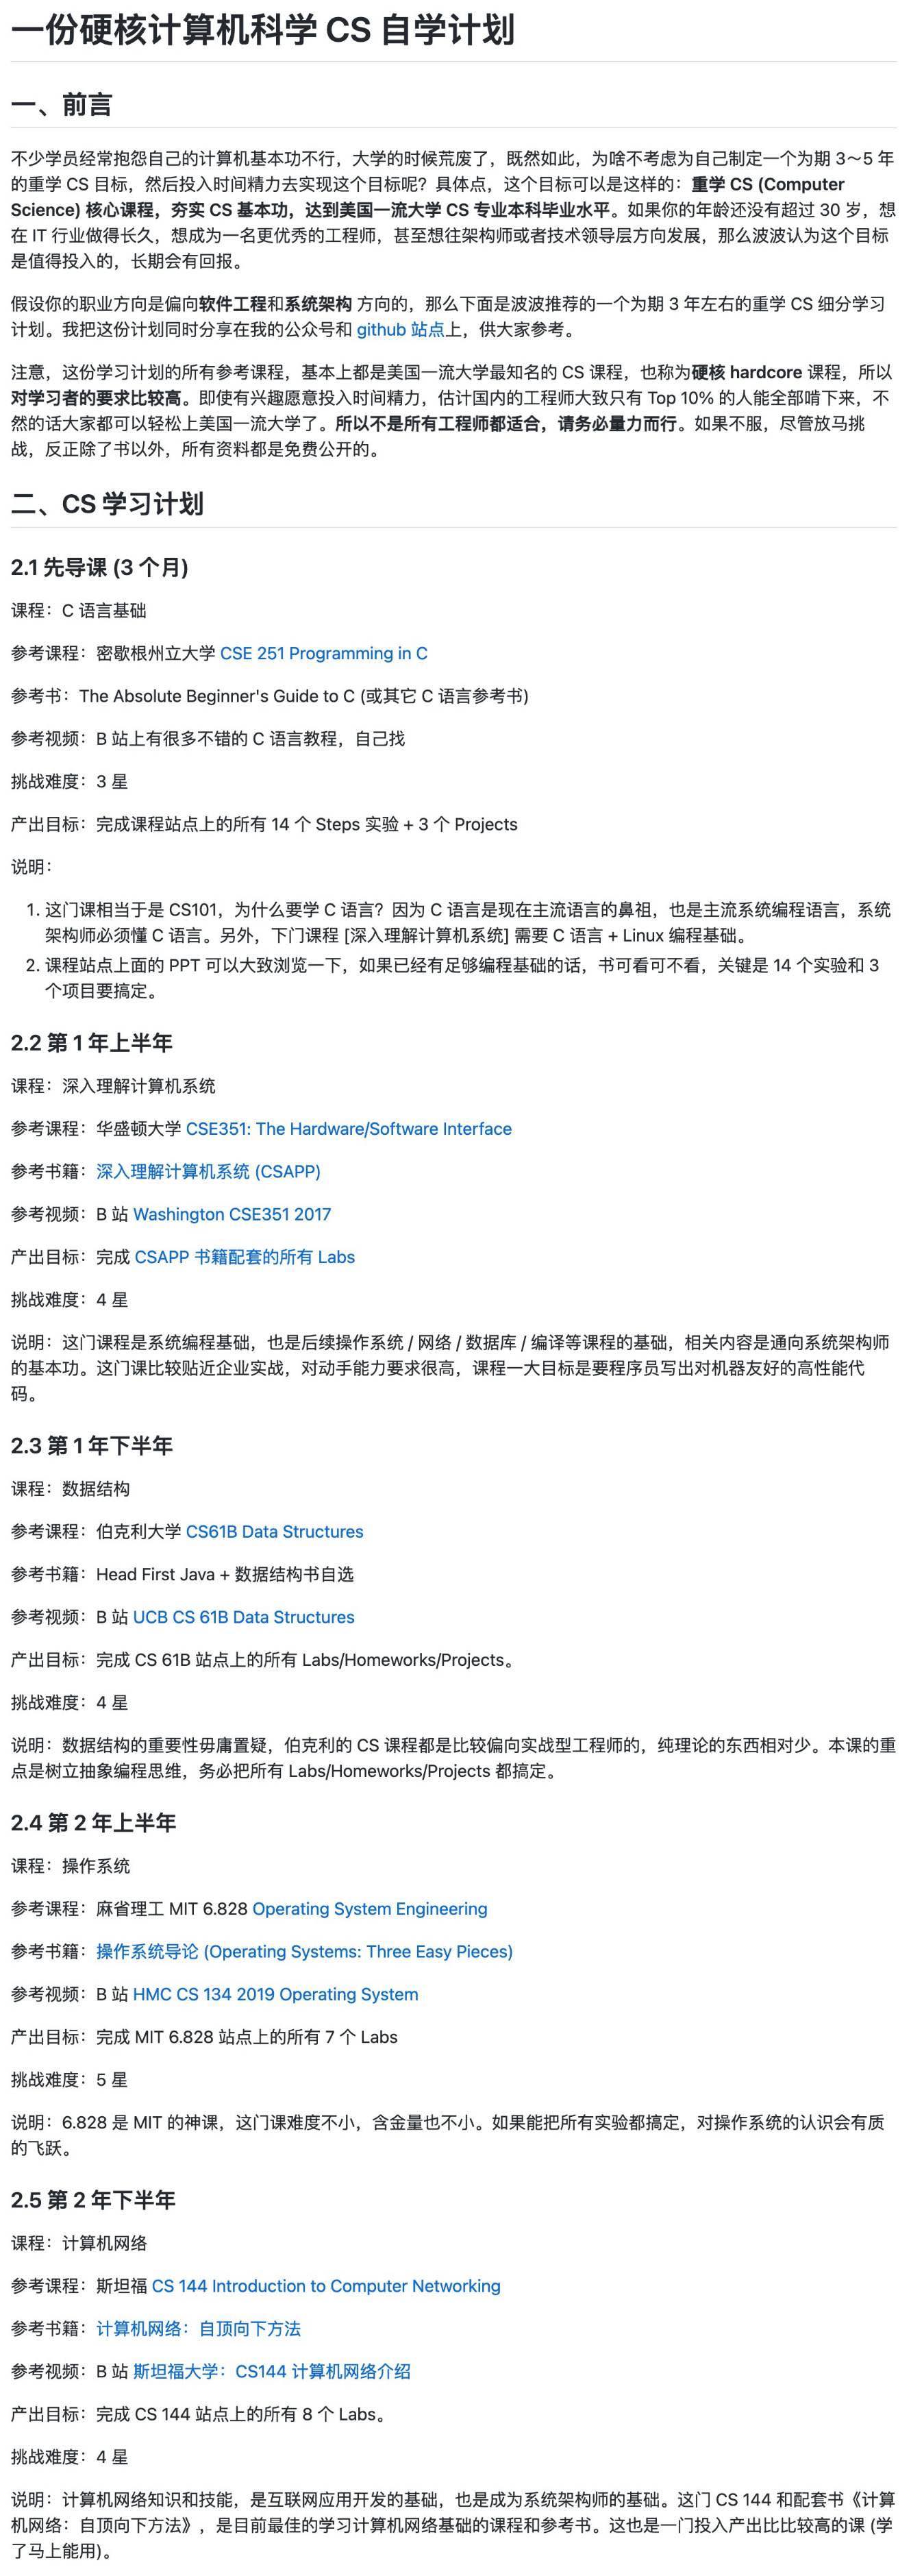 一份硬核计算机科学 CS 自学计划
一、前言
不少学员经常抱怨自己的计算机基本功不行，大学的时候荒废了，既然如此，为啥不考虑为自己制定一个为期 3～5 年
的重学 CS 目标，然后投入时间精力去实现这个目标呢？具体点，这个目标可以是这样的：重学 CS (Computer
Science) 核心课程，夯实 CS 基本功，达到美国一流大学 CS 专业本科毕业水平。如果你的年龄还没有超过 30 岁，想
在 IT 行业做得长久，想成为一名更优秀的工程师，甚至想往架构师或者技术领导层方向发展，那么波波认为这个目标
是值得投入的，长期会有回报。
假设你的职业方向是偏向软件工程和系统架构 方向的，那么下面是波波推荐的一个为期 3 年左右的重学 CS 细分学习
计划。我把这份计划同时分享在我的公众号和 github 站点上，供大家参考。
注意，这份学习计划的所有参考课程，基本上都是美国一流大学最知名的 CS 课程，也称为硬核 hardcore 课程，所以
对学习者的要求比较高。即使有兴趣愿意投入时间精力，估计国内的工程师大致只有 Top 10% 的人能全部啃下来，不
然的话大家都可以轻松上美国一流大学了。所以不是所有工程师都适合，请务必量力而行。如果不服，尽管放马挑
战，反正除了书以外，所有资料都是免费公开的。
二、CS 学习计划
2.1 先导课 (3 个月)
课程：C 语言基础
参考课程：密歇根州立大学 CSE 251 Programming in C
参考书：The Absolute Beginner's Guide to C (或其它 C 语言参考书)
参考视频：B 站上有很多不错的 C 语言教程，自己找
挑战难度：3 星
产出目标：完成课程站点上的所有 14 个 Steps 实验 + 3 个 Projects
说明：
1. 这门课相当于是 CS101，为什么要学 C 语言？因为 C 语言是现在主流语言的鼻祖，也是主流系统编程语言，系统
架构师必须懂 C 语言。另外，下门课程 [深入理解计算机系统] 需要 C 语言 + Linux 编程基础。
2. 课程站点上面的 PPT 可以大致浏览一下，如果已经有足够编程基础的话，书可看可不看，关键是 14 个实验和 3
个项目要搞定。
2.2 第 1 年上半年
课程：深入理解计算机系统
参考课程：华盛顿大学 CSE351: The Hardware/Software Interface
参考书籍：深入理解计算机系统 (CSAPP)
参考视频：B 站 Washington CSE351 2017
产出目标：完成 CSAPP 书籍配套的所有 Labs
挑战难度：4 星
说明：这门课程是系统编程基础，也是后续操作系统 / 网络 / 数据库 / 编译等课程的基础，相关内容是通向系统架构师
的基本功。这门课比较贴近企业实战，对动手能力要求很高，课程一大目标是要程序员写出对机器友好的高性能代
码。
2.3 第 1 年下半年
课程：数据结构
参考课程：伯克利大学 CS61B Data Structures
参考书籍：Head First Java + 数据结构书自选
参考视频：B 站 UCB CS 61B Data Structures
产出目标：完成 CS 61B 站点上的所有 Labs/Homeworks/Projects。
挑战难度：4 星
说明：数据结构的重要性毋庸置疑，伯克利的 CS 课程都是比较偏向实战型工程师的，纯理论的东西相对少。本课的重
点是树立抽象编程思维，务必把所有 Labs/Homeworks/Projects 都搞定。
2.4 第 2 年上半年
课程：操作系统
参考课程：麻省理工 MIT 6.828 Operating System Engineering
参考书籍：操作系统导论 (Operating Systems: Three Easy Pieces)
参考视频：B 站 HMC CS 134 2019 Operating System
产出目标：完成 MIT 6.828 站点上的所有 7 个 Labs
挑战难度：5 星
说明：6.828 是 MIT 的神课，这门课难度不小，含金量也不小。如果能把所有实验都搞定，对操作系统的认识会有质
的飞跃。
2.5 第 2 年下半年
课程：计算机网络
参考课程：斯坦福 CS 144 Introduction to Computer Networking
参考书籍：计算机网络：自顶向下方法
参考视频：B 站 斯坦福大学：CS144 计算机网络介绍
产出目标：完成 CS 144 站点上的所有 8 个 Labs。
挑战难度：4 星
说明：计算机网络知识和技能，是互联网应用开发的基础，也是成为系统架构师的基础。这门 CS 144 和配套书《计算
机网络：自顶向下方法》，是目前最佳的学习计算机网络基础的课程和参考书。这也是一门投入产出比比较高的课 (学
了马上能用)。